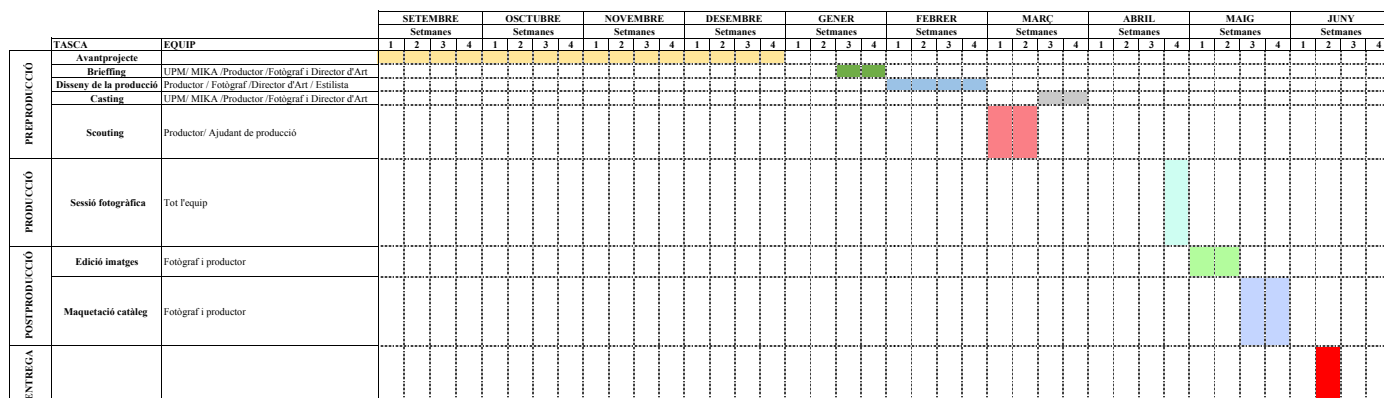 SETEMBRE OSCTUBRE NOVEMBRE DESEMBRE GENER FEBRER MARÇ ABRIL MAIG JUNY
Setmanes Setmanes Setmanes Setmanes Setmanes Setmanes Setmanes Setmanes Setmanes Setmanes
TASCA EQUIP 1 2 3 4 1 2 3 4 1 2 3 4 1 2 3 4 1 2 3 4 1 2 3 4 1 2 3 4 1 2 3 4 1 2 3 4 1 2 3 4
PREPRODUCCIÓ
Avantprojecte
Brieffing UPM/ MIKA /Productor /Fotògraf i Director d'Art
Disseny de la producció Productor / Fotògraf /Director d'Art / Estilista
Casting UPM/ MIKA /Productor /Fotògraf i Director d'Art
Scouting Productor/ Ajudant de producció
PRODUCCIÓ
Sessió fotogràfica Tot l'equip
POSTPRODUCCIÓ
Edició imatges Fotògraf i productor
Maquetació catàleg Fotògraf i productor
ENTREGA